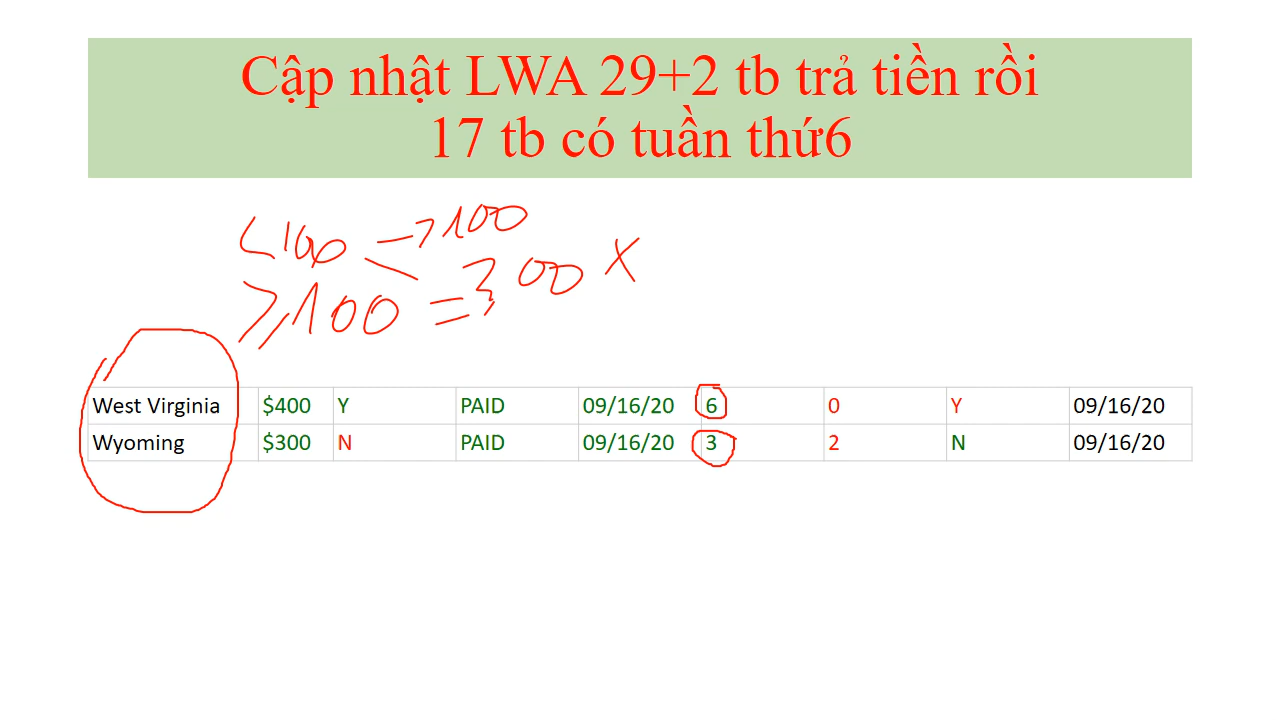 Cập nhật LWA 29+2 tb trả tiền rồi
17 tb có tuần thứ6
<100 → >100
≥100 = 300 X
West Virginia $400 Y PAID 09/16/20 6 0 Y 09/16/20
Wyoming $300 N PAID 09/16/20 3 2 N 09/16/20